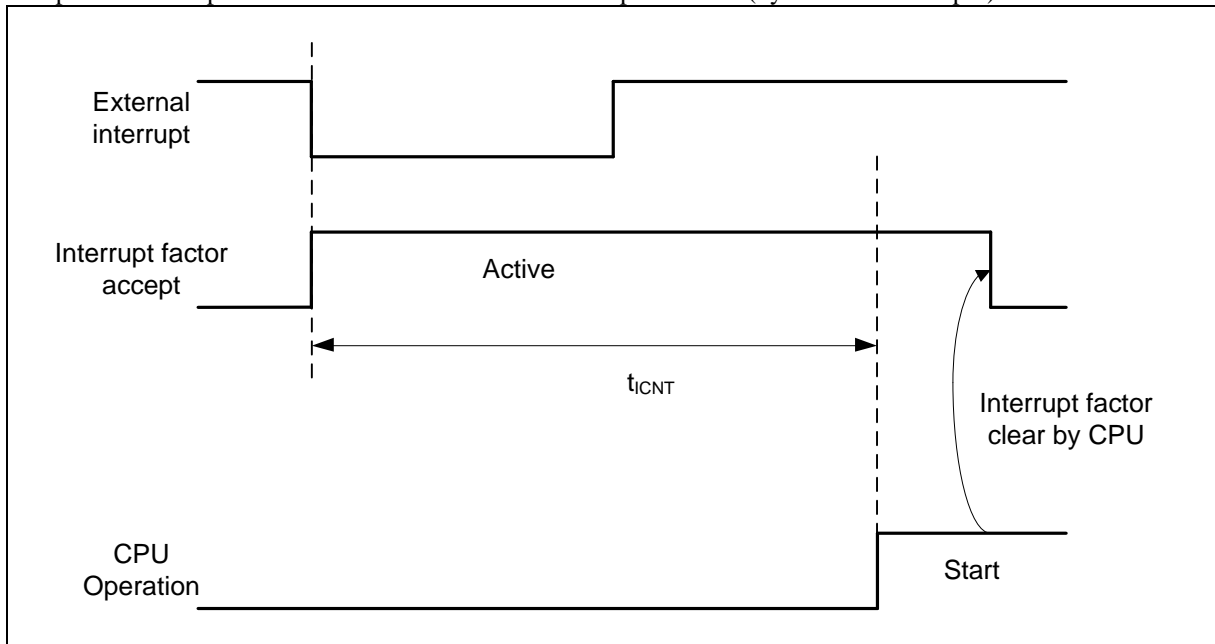 External
interrupt
Interrupt factor
accept
Active
tICNT
Interrupt factor
clear by CPU
CPU
Operation
Start